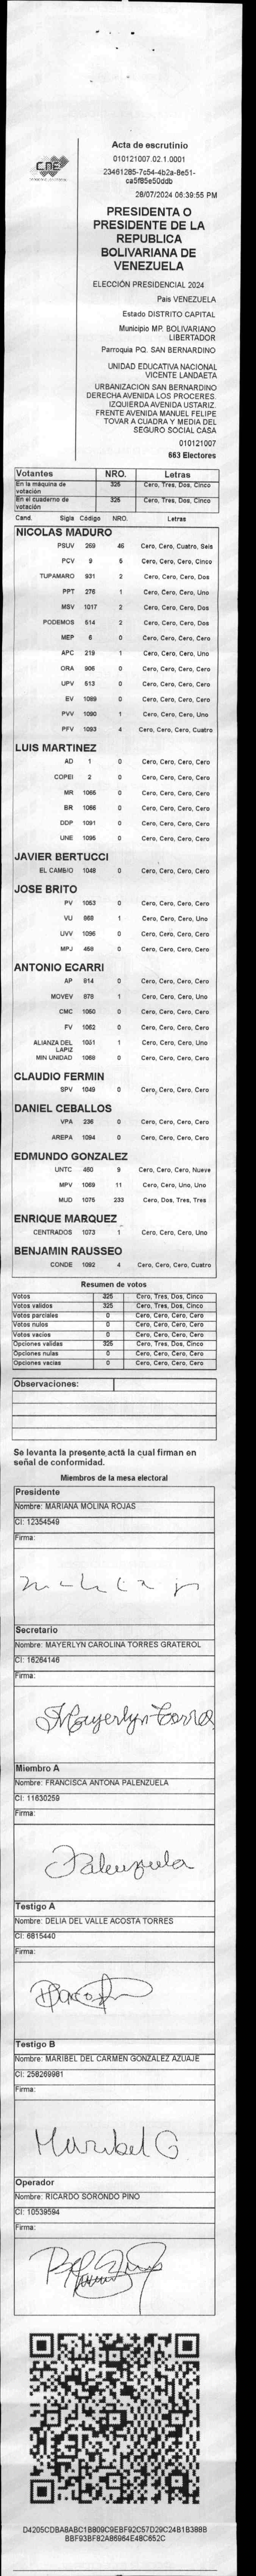 CNE
Acta de escrutinio
010121007.02.1.0001
23461285-7c54-4b2a-8e51-
ca5f85e50ddb
28/07/2024 06:39:55 PM
PRESIDENTA O
PRESIDENTE DE LA
REPUBLICA
BOLIVARIANA DE
VENEZUELA
ELECCIÓN PRESIDENCIAL 2024
País VENEZUELA
Estado DISTRITO CAPITAL
Municipio MP. BOLIVARIANO
LIBERTADOR
Parroquia PQ. SAN BERNARDINO
UNIDAD EDUCATIVA NACIONAL
VICENTE LANDAETA
URBANIZACION SAN BERNARDINO
DERECHA AVENIDA LOS PROCERES.
IZQUIERDA AVENIDA USTARIZ.
FRENTE AVENIDA MANUEL FELIPE
TOVAR A CUADRA Y MEDIA DEL
SEGURO SOCIAL CASA
010121007
663 Electores
Votantes NRO. Letras
En la máquina de votación 325 Cero, Tres, Dos, Cinco
En el cuaderno de votación 325 Cero, Tres, Dos, Cinco
Cand. Sigla Código NRO. Letras
NICOLAS MADURO
PSUV 269 46 Cero, Cero, Cuatro, Seis
PCV 9 5 Cero, Cero, Cero, Cinco
TUPAMARO 931 2 Cero, Cero, Cero, Dos
PPT 276 1 Cero, Cero, Cero, Uno
MSV 1017 2 Cero, Cero, Cero, Dos
PODEMOS 514 2 Cero, Cero, Cero, Dos
MEP 6 0 Cero, Cero, Cero, Cero
APC 219 1 Cero, Cero, Cero, Uno
ORA 906 0 Cero, Cero, Cero, Cero
UPV 513 0 Cero, Cero, Cero, Cero
EV 1089 0 Cero, Cero, Cero, Cero
PVV 1090 1 Cero, Cero, Cero, Uno
PFV 1093 4 Cero, Cero, Cero, Cuatro
LUIS MARTINEZ
AD 1 0 Cero, Cero, Cero, Cero
COPEI 2 0 Cero, Cero, Cero, Cero
MR 1065 0 Cero, Cero, Cero, Cero
BR 1066 0 Cero, Cero, Cero, Cero
DDP 1091 0 Cero, Cero, Cero, Cero
UNE 1095 0 Cero, Cero, Cero, Cero
JAVIER BERTUCCI
EL CAMBIO 1048 0 Cero, Cero, Cero, Cero
JOSE BRITO
PV 1053 0 Cero, Cero, Cero, Cero
VU 868 1 Cero, Cero, Cero, Uno
UVV 1096 0 Cero, Cero, Cero, Cero
MPJ 459 0 Cero, Cero, Cero, Cero
ANTONIO ECARRI
AP 914 0 Cero, Cero, Cero, Cero
MOVEV 879 1 Cero, Cero, Cero, Uno
CMC 1050 0 Cero, Cero, Cero, Cero
FV 1062 0 Cero, Cero, Cero, Cero
ALIANZA DEL LAPIZ 1051 1 Cero, Cero, Cero, Uno
MIN UNIDAD 1068 0 Cero, Cero, Cero, Cero
CLAUDIO FERMIN
SPV 1049 0 Cero, Cero, Cero, Cero
DANIEL CEBALLOS
VPA 236 0 Cero, Cero, Cero, Cero
AREPA 1094 0 Cero, Cero, Cero, Cero
EDMUNDO GONZALEZ
UNTC 460 9 Cero, Cero, Cero, Nueve
MPV 1069 11 Cero, Cero, Uno, Uno
MUD 1075 233 Cero, Dos, Tres, Tres
ENRIQUE MARQUEZ
CENTRADOS 1073 1 Cero, Cero, Cero, Uno
BENJAMIN RAUSSEO
CONDE 1092 4 Cero, Cero, Cero, Cuatro
Resumen de votos
Votos 325 Cero, Tres, Dos, Cinco
Votos validos 325 Cero, Tres, Dos, Cinco
Votos parciales 0 Cero, Cero, Cero, Cero
Votos nulos 0 Cero, Cero, Cero, Cero
Votos vacios 0 Cero, Cero, Cero, Cero
Opciones validas 325 Cero, Tres, Dos, Cinco
Opciones nulas 0 Cero, Cero, Cero, Cero
Opciones vacias 0 Cero, Cero, Cero, Cero
Observaciones:
Se levanta la presente acta la cual firman en
señal de conformidad.
Miembros de la mesa electoral
Presidente
Nombre: MARIANA MOLINA ROJAS
CI: 12354549
Firma:
Secretario
Nombre: MAYERLYN CAROLINA TORRES GRATEROL
CI: 16264146
Firma:
Mayerlyn Torres
Miembro A
Nombre: FRANCISCA ANTONA PALENZUELA
CI: 11630259
Firma:
Palenzuela
Testigo A
Nombre: DELIA DEL VALLE ACOSTA TORRES
CI: 6815440
Firma:
Testigo B
Nombre: MARIBEL DEL CARMEN GONZALEZ AZUAJE
CI: 258269981
Firma:
Maribel G
Operador
Nombre: RICARDO SORONDO PINO
CI: 10539594
Firma:
D4205CDBA8ABC1B809C9EBF92C57D29C24B1B388B
BBF93BF82A86964E48C652C